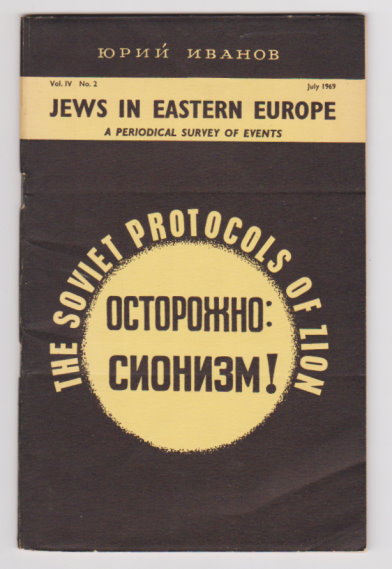 ЮРИЙ ИВАНОВ
Vol. IV No. 2 July 1969
JEWS IN EASTERN EUROPE
A PERIODICAL SURVEY OF EVENTS
THE SOVIET PROTOCOLS OF ZION
ОСТОРОЖНО:
СИОНИЗМ!